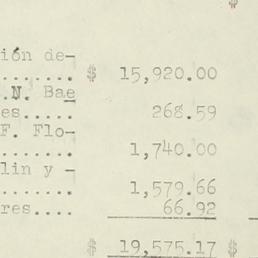 $
ión de-
....... $ 15,920.00
.N. Bae
es..... 268.59
F. Flo-
....... 1,740.00
lin y -
....... 1,579.66
res.... 66.92
$ 19,575.17 $